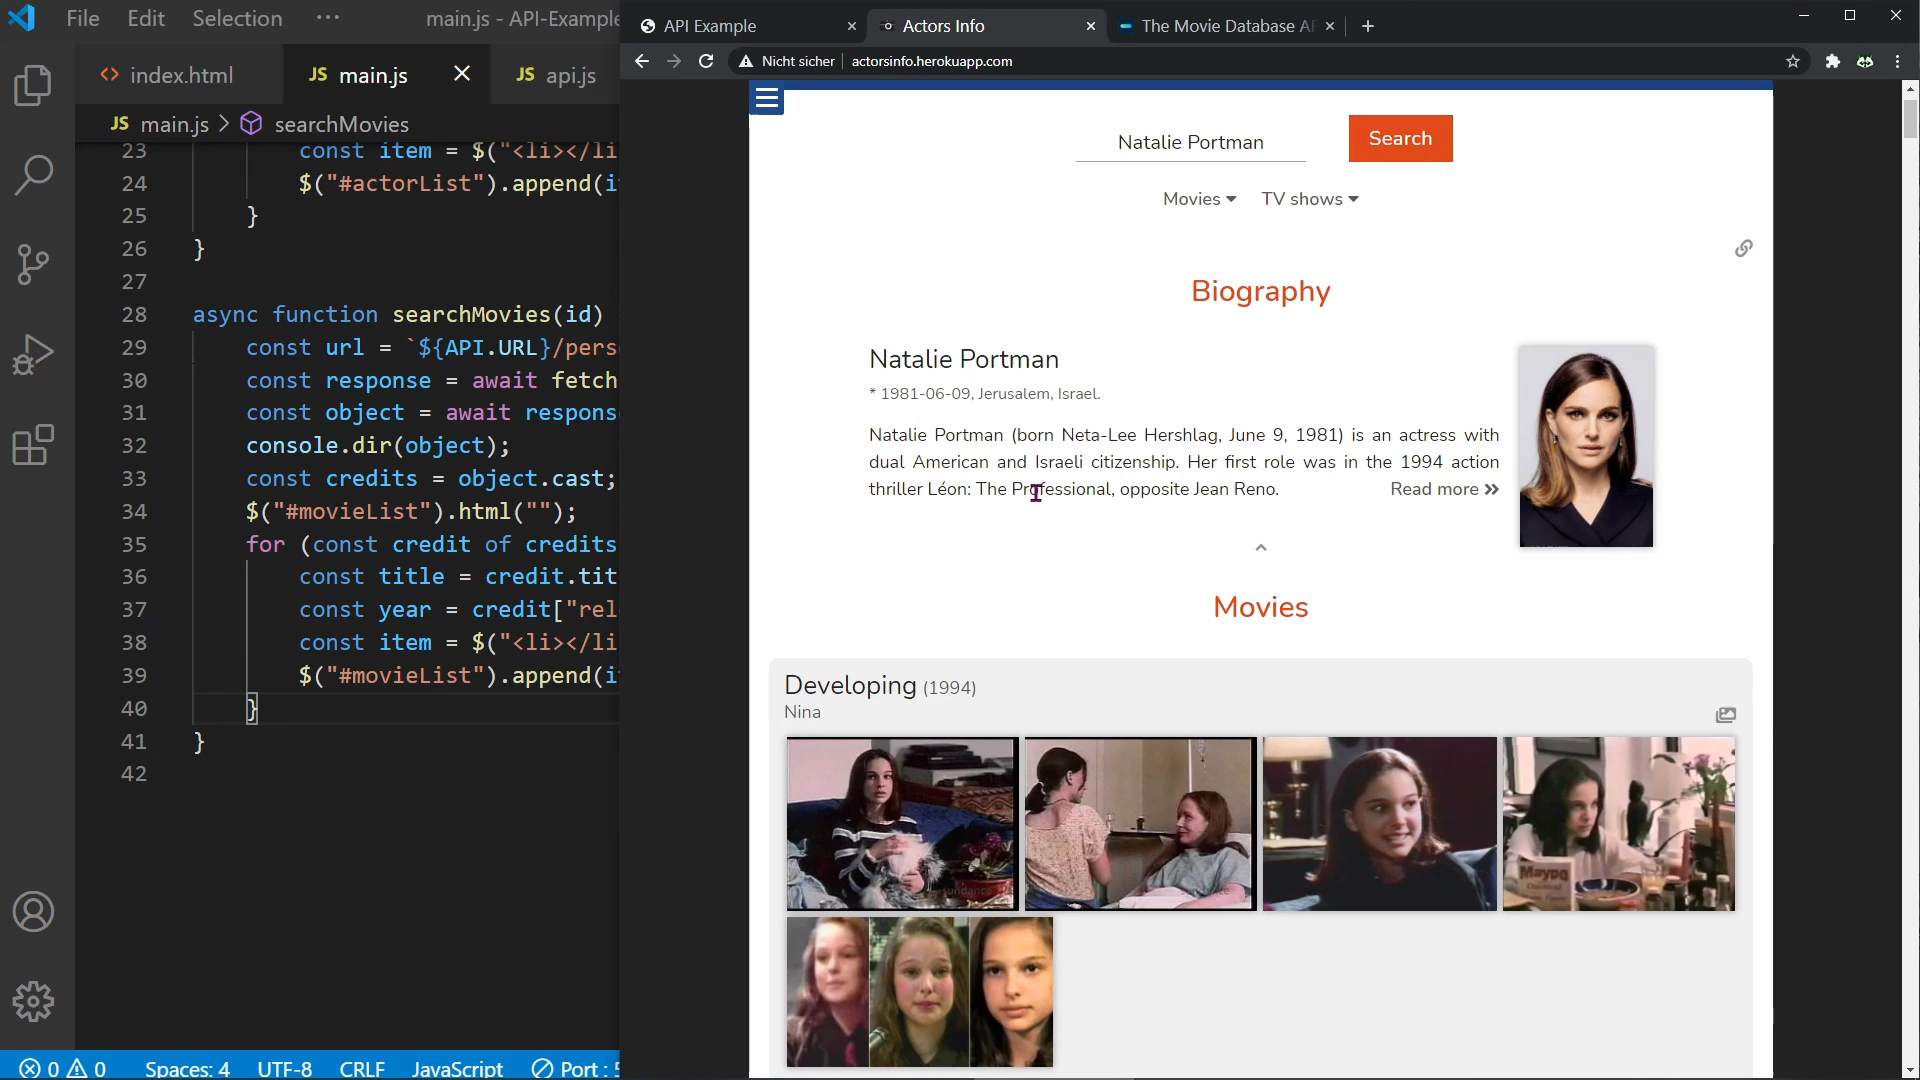 File Edit Selection ··· main.js - API-Example
index.html JS main.js JS api.js
JS main.js > searchMovies
23 const item = $("<li></li
24 $("#actorList").append(i
25 }
26 }
27
28 async function searchMovies(id)
29 const url = `${API.URL}/pers
30 const response = await fetch
31 const object = await respons
32 console.dir(object);
33 const credits = object.cast;
34 $("#movieList").html("");
35 for (const credit of credits
36 const title = credit.tit
37 const year = credit["rel
38 const item = $("<li></li
39 $("#movieList").append(i
40 }
41 }
42
0 0 Spaces: 4 UTF-8 CRLF JavaScript Port :
API Example Actors Info The Movie Database A
Nicht sicher actorsinfo.herokuapp.com
Natalie Portman Search
Movies TV shows
Biography
Natalie Portman
* 1981-06-09, Jerusalem, Israel.
Natalie Portman (born Neta-Lee Hershlag, June 9, 1981) is an actress with
dual American and Israeli citizenship. Her first role was in the 1994 action
thriller Léon: The Professional, opposite Jean Reno. Read more »
Movies
Developing (1994)
Nina
Maypo